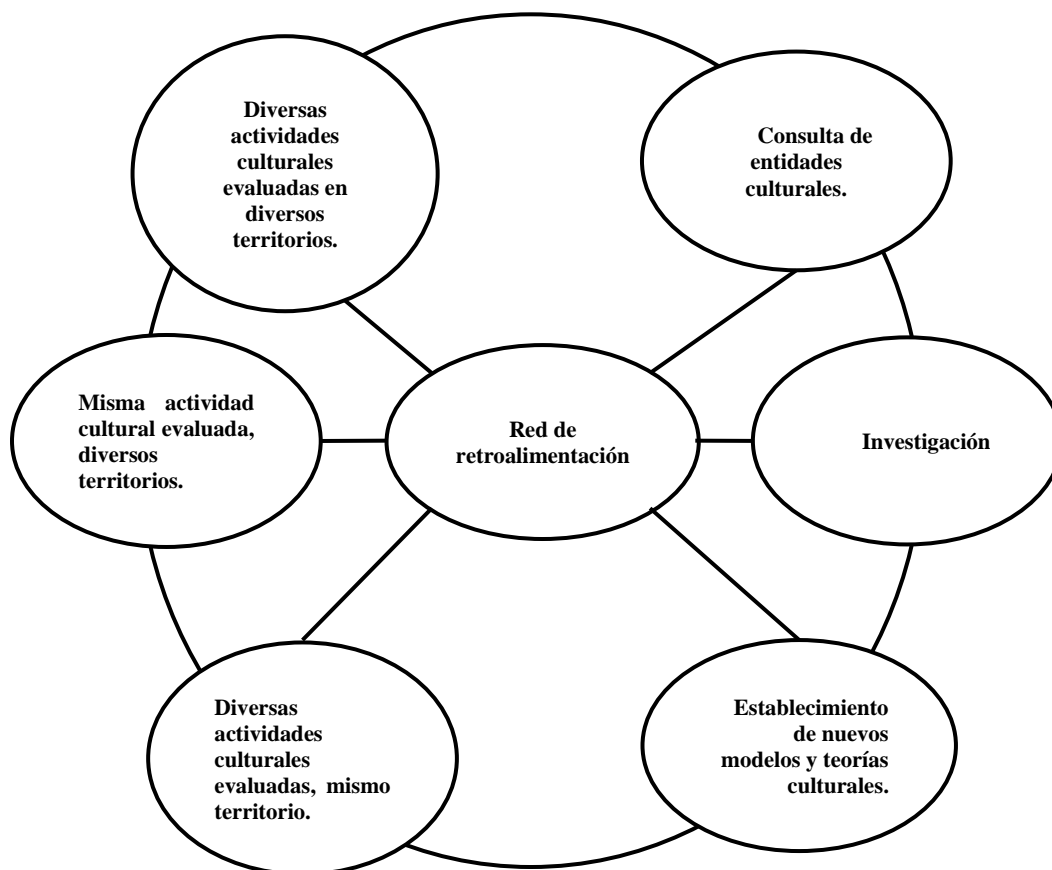 Diversas
actividades
culturales
evaluadas en
diversos
territorios.
Consulta de
entidades
culturales.
Misma actividad
cultural evaluada,
diversos
territorios.
Red de
retroalimentación
Investigación
Diversas
actividades
culturales
evaluadas, mismo
territorio.
Establecimiento
de nuevos
modelos y teorías
culturales.